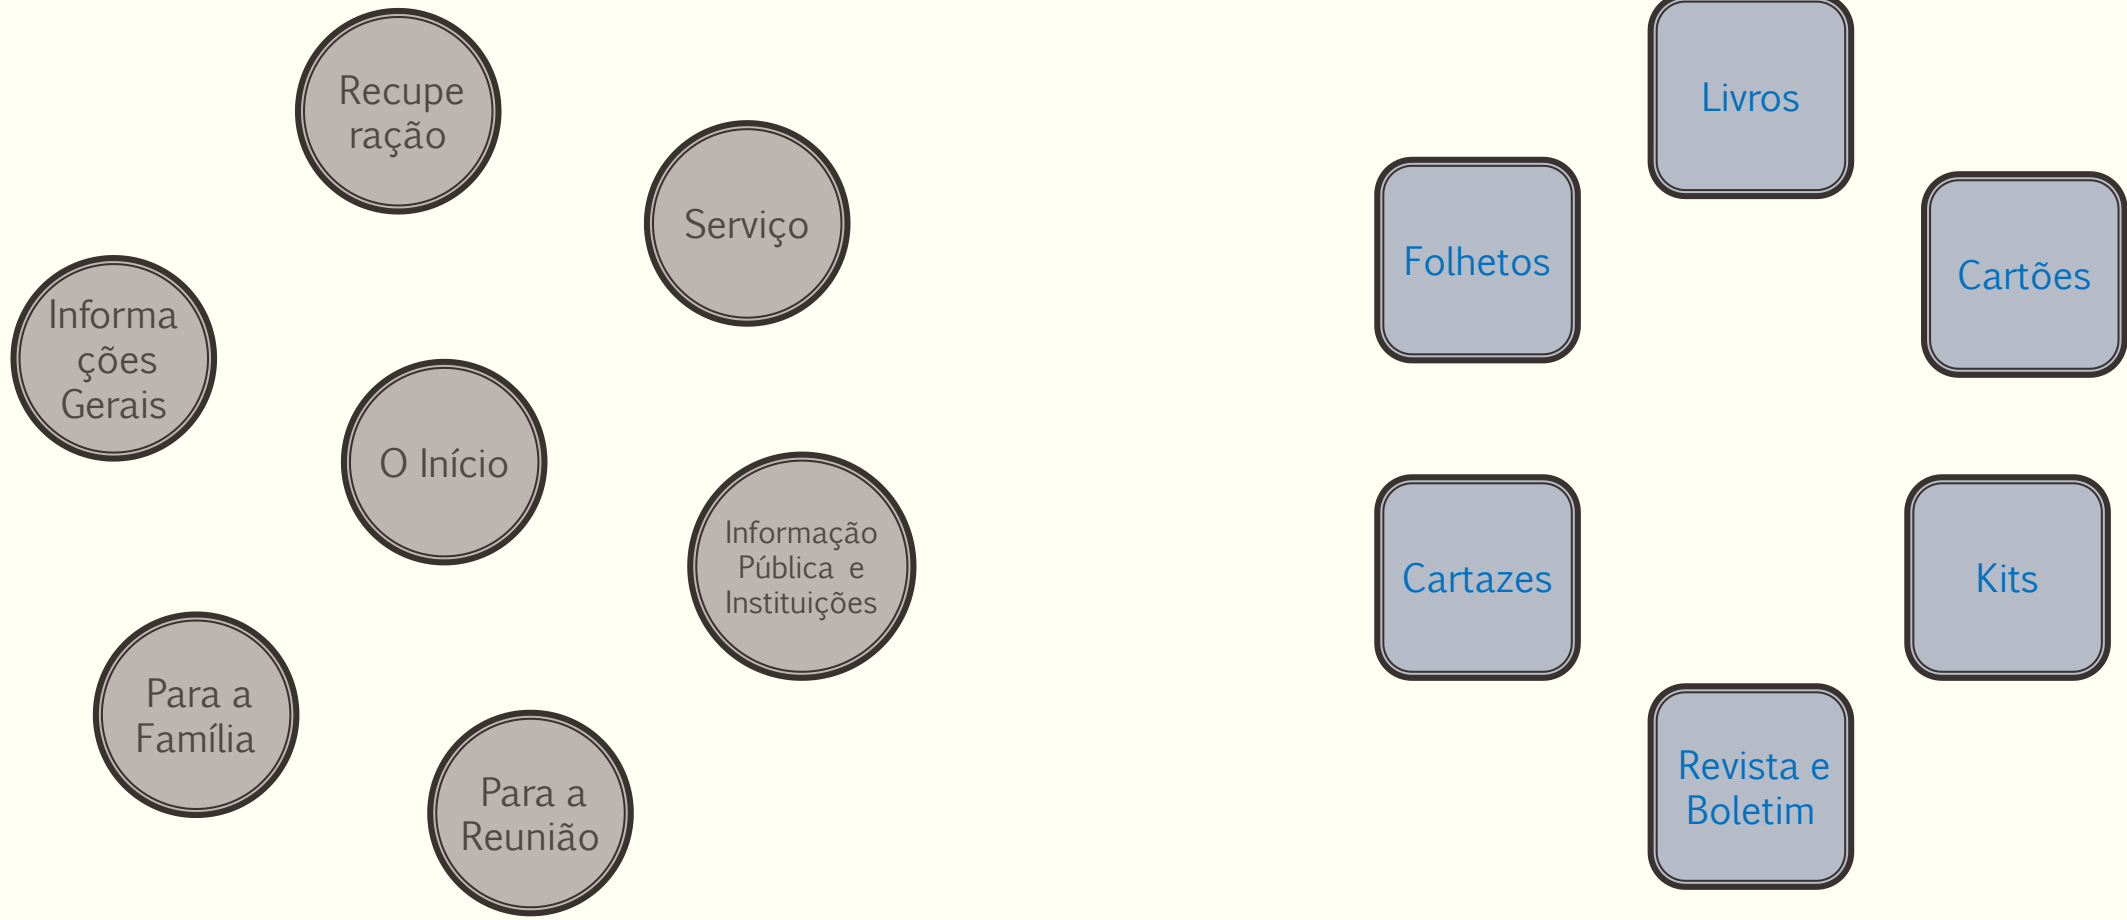 Recupe
ração
Serviço
Informa
ções
Gerais
O Início
Informação
Pública e
Instituições
Para a
Família
Para a
Reunião
Livros
Folhetos
Cartões
Cartazes
Kits
Revista e
Boletim